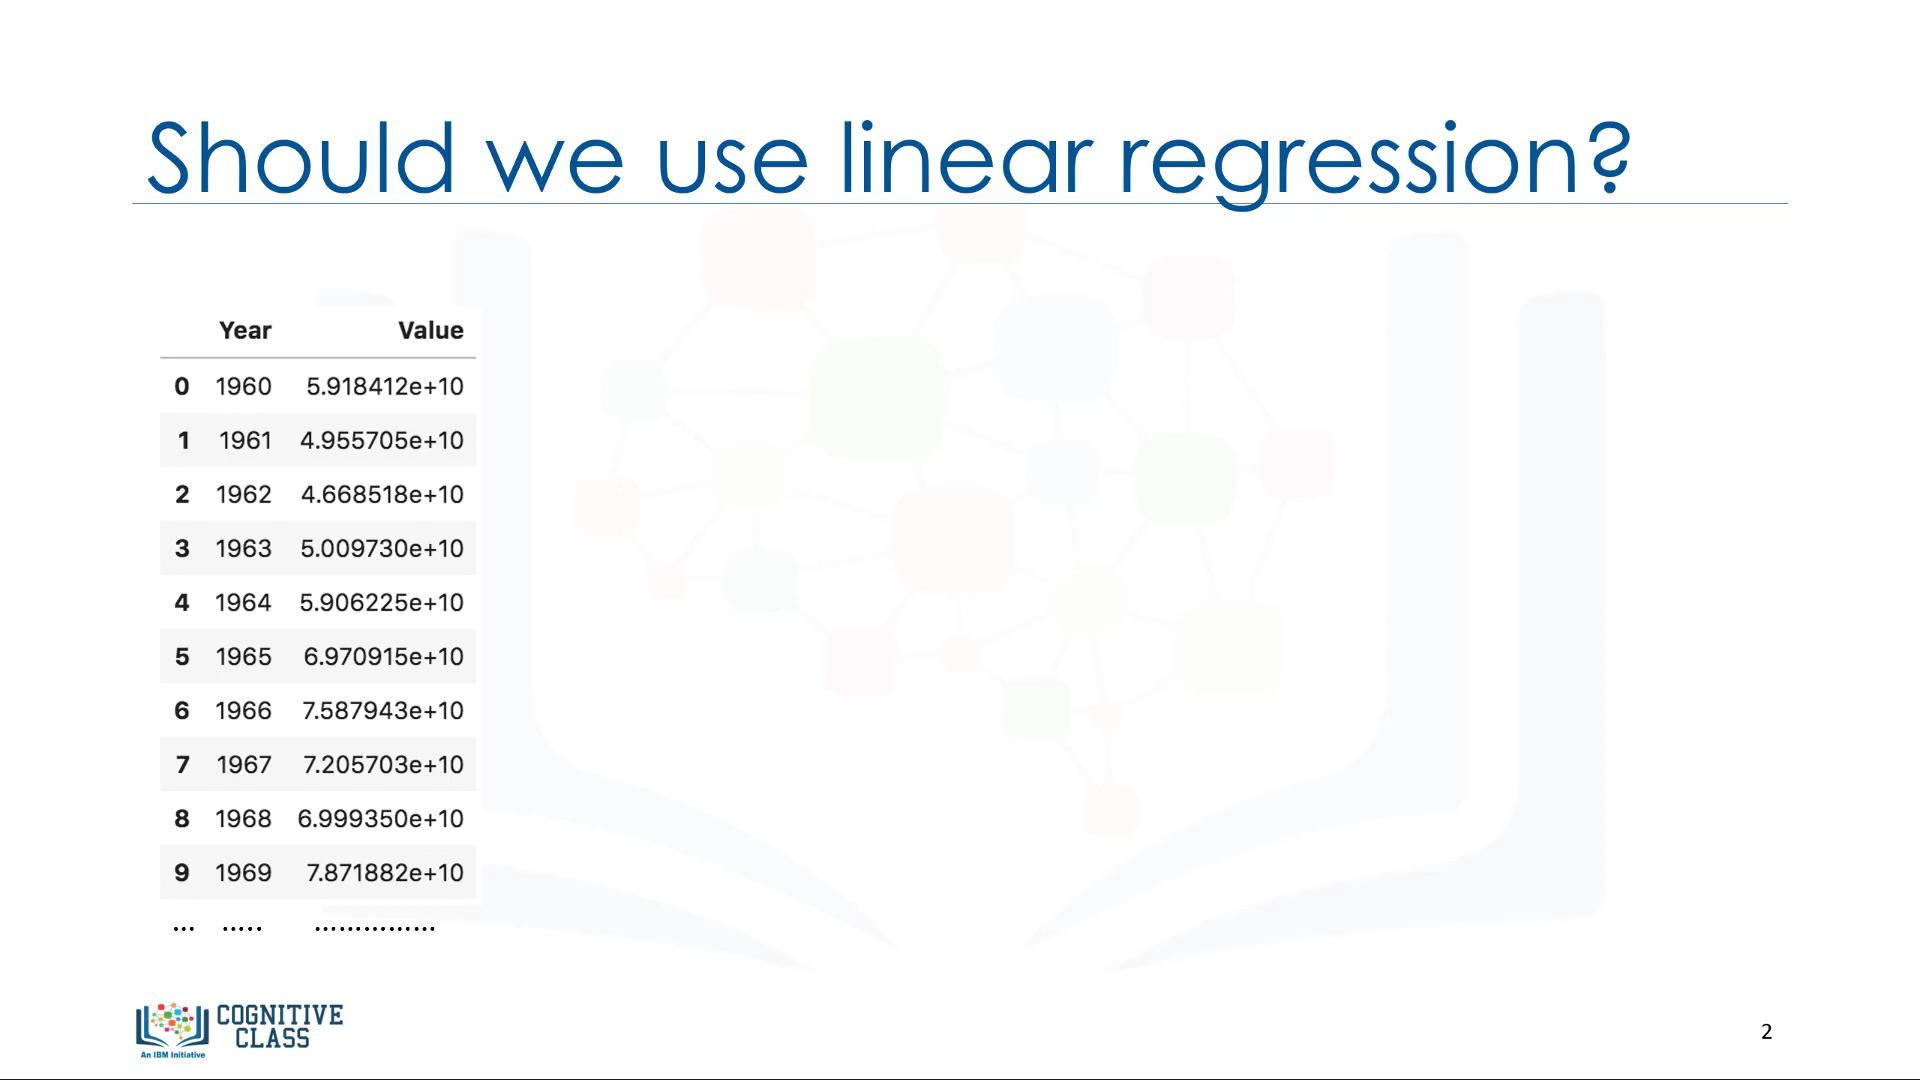 Should we use linear regression?
Year Value
0 1960 5.918412e+10
1 1961 4.955705e+10
2 1962 4.668518e+10
3 1963 5.009730e+10
4 1964 5.906225e+10
5 1965 6.970915e+10
6 1966 7.587943e+10
7 1967 7.205703e+10
8 1968 6.999350e+10
9 1969 7.871882e+10
... ..... ...............
COGNITIVE
CLASS
An IBM Initiative
2